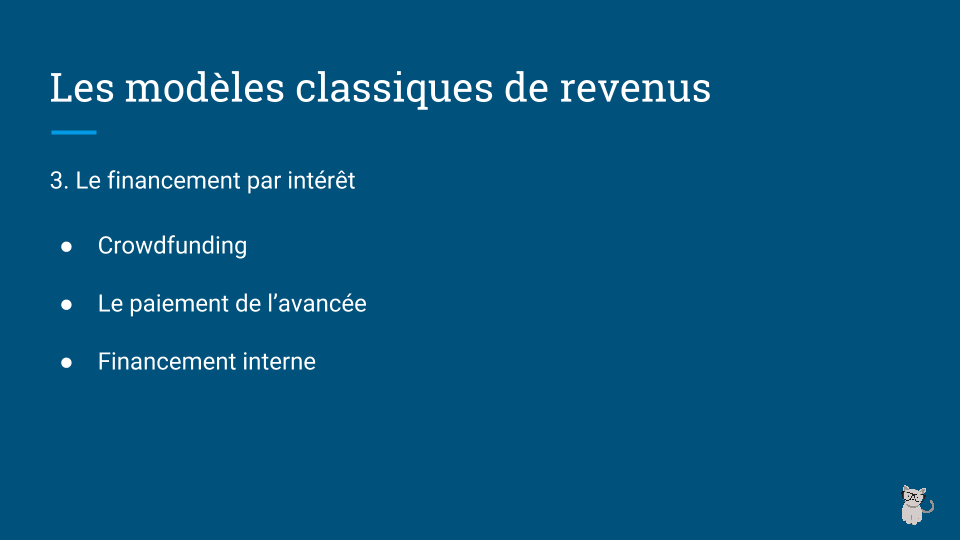 Les modèles classiques de revenus
3. Le financement par intérêt
● Crowdfunding
● Le paiement de l’avancée
● Financement interne